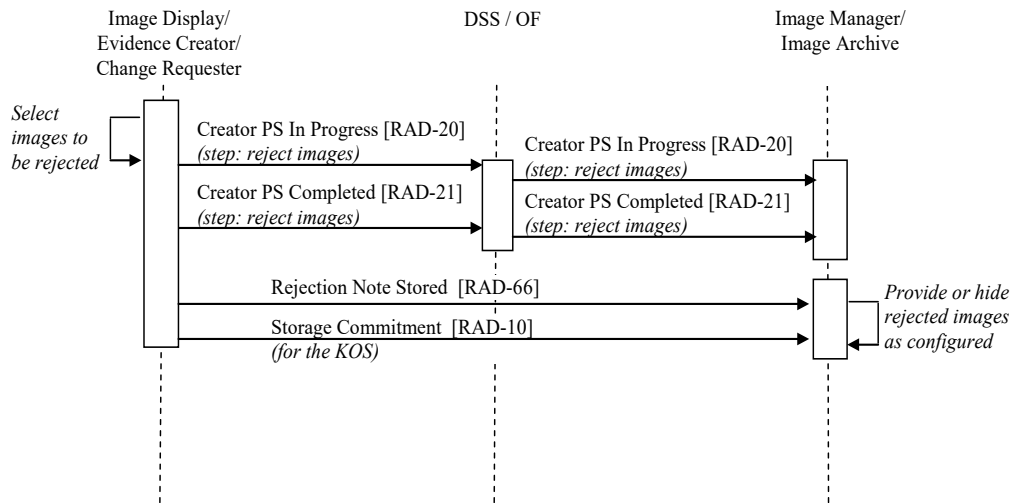 Image Display/
Evidence Creator/
Change Requester
DSS / OF
Image Manager/
Image Archive
Select
images to
be rejected
Creator PS In Progress [RAD-20]
(step: reject images)
Creator PS In Progress [RAD-20]
(step: reject images)
Creator PS Completed [RAD-21]
(step: reject images)
Creator PS Completed [RAD-21]
(step: reject images)
Rejection Note Stored  [RAD-66]
Storage Commitment  [RAD-10]
(for the KOS)
Provide or hide
rejected images
as configured